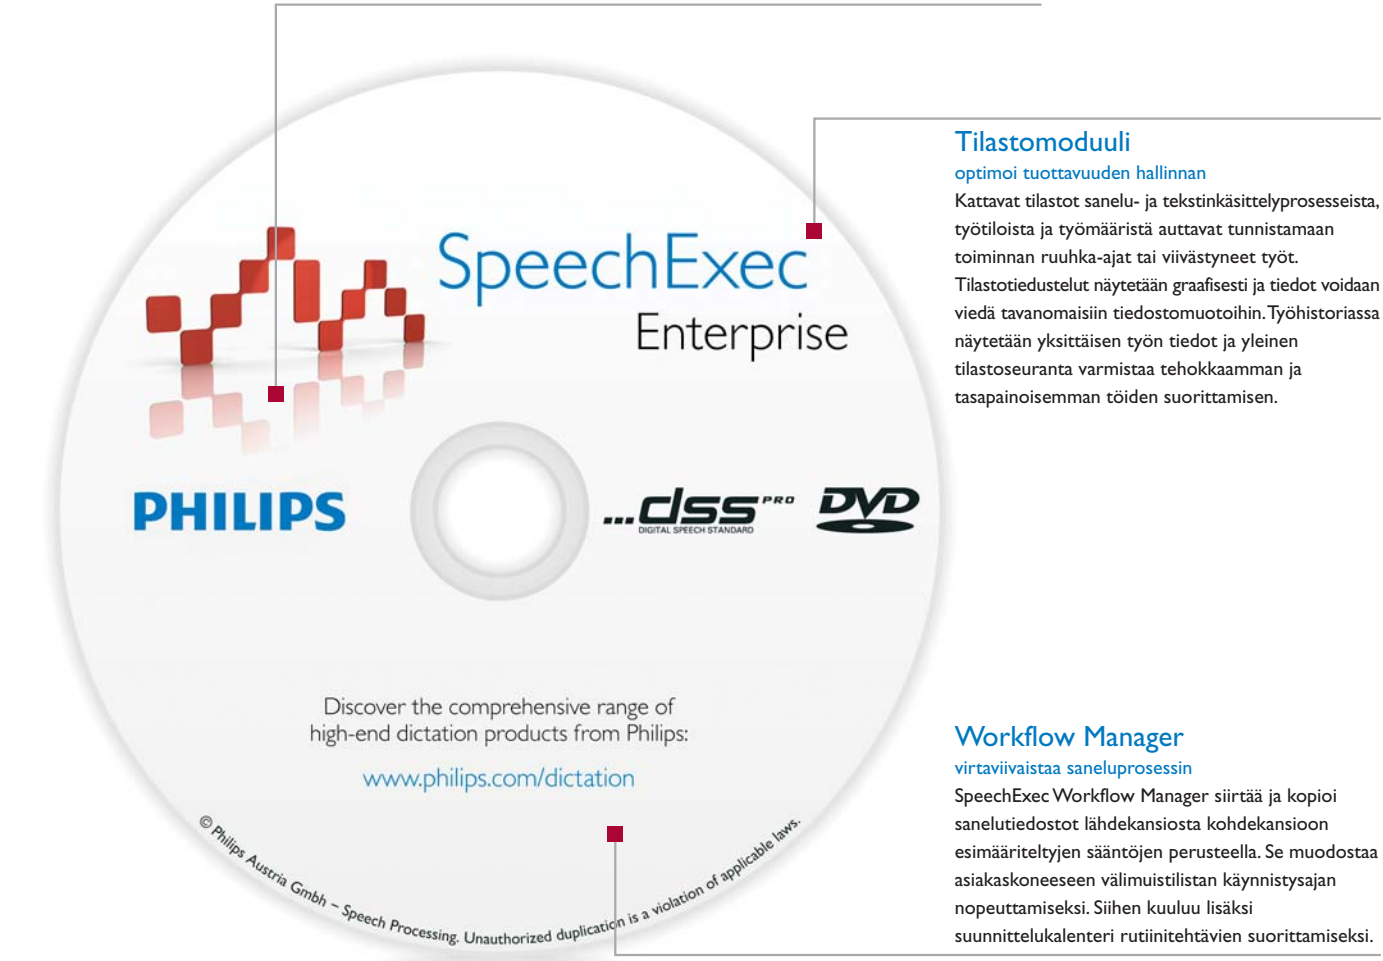 SpeechExec
Enterprise
PHILIPS
...dss PRO
DIGITAL SPEECH STANDARD
DVD
Discover the comprehensive range of
high-end dictation products from Philips:
www.philips.com/dictation
© Philips Austria Gmbh – Speech Processing. Unauthorized duplication is a violation of applicable laws.
Tilastomoduuli
optimoi tuottavuuden hallinnan
Kattavat tilastot sanelu- ja tekstinkäsittelyprosesseista,
työtiloista ja työmääristä auttavat tunnistamaan
toiminnan ruuhka-ajat tai viivästyneet työt.
Tilastotiedustelut näytetään graafisesti ja tiedot voidaan
viedä tavanomaisiin tiedostomuotoihin. Työhistoriassa
näytetään yksittäisen työn tiedot ja yleinen
tilastoseuranta varmistaa tehokkaamman ja
tasapainoisemman töiden suorittamisen.
Workflow Manager
virtaviivaistaa saneluprosessin
SpeechExec Workflow Manager siirtää ja kopioi
sanelutiedostot lähdekansiosta kohdekansioon
esimääriteltyjen sääntöjen perusteella. Se muodostaa
asiakaskoneeseen välimuistilistan käynnistysajan
nopeuttamiseksi. Siihen kuuluu lisäksi
suunnittelukalenteri rutiinitehtävien suorittamiseksi.